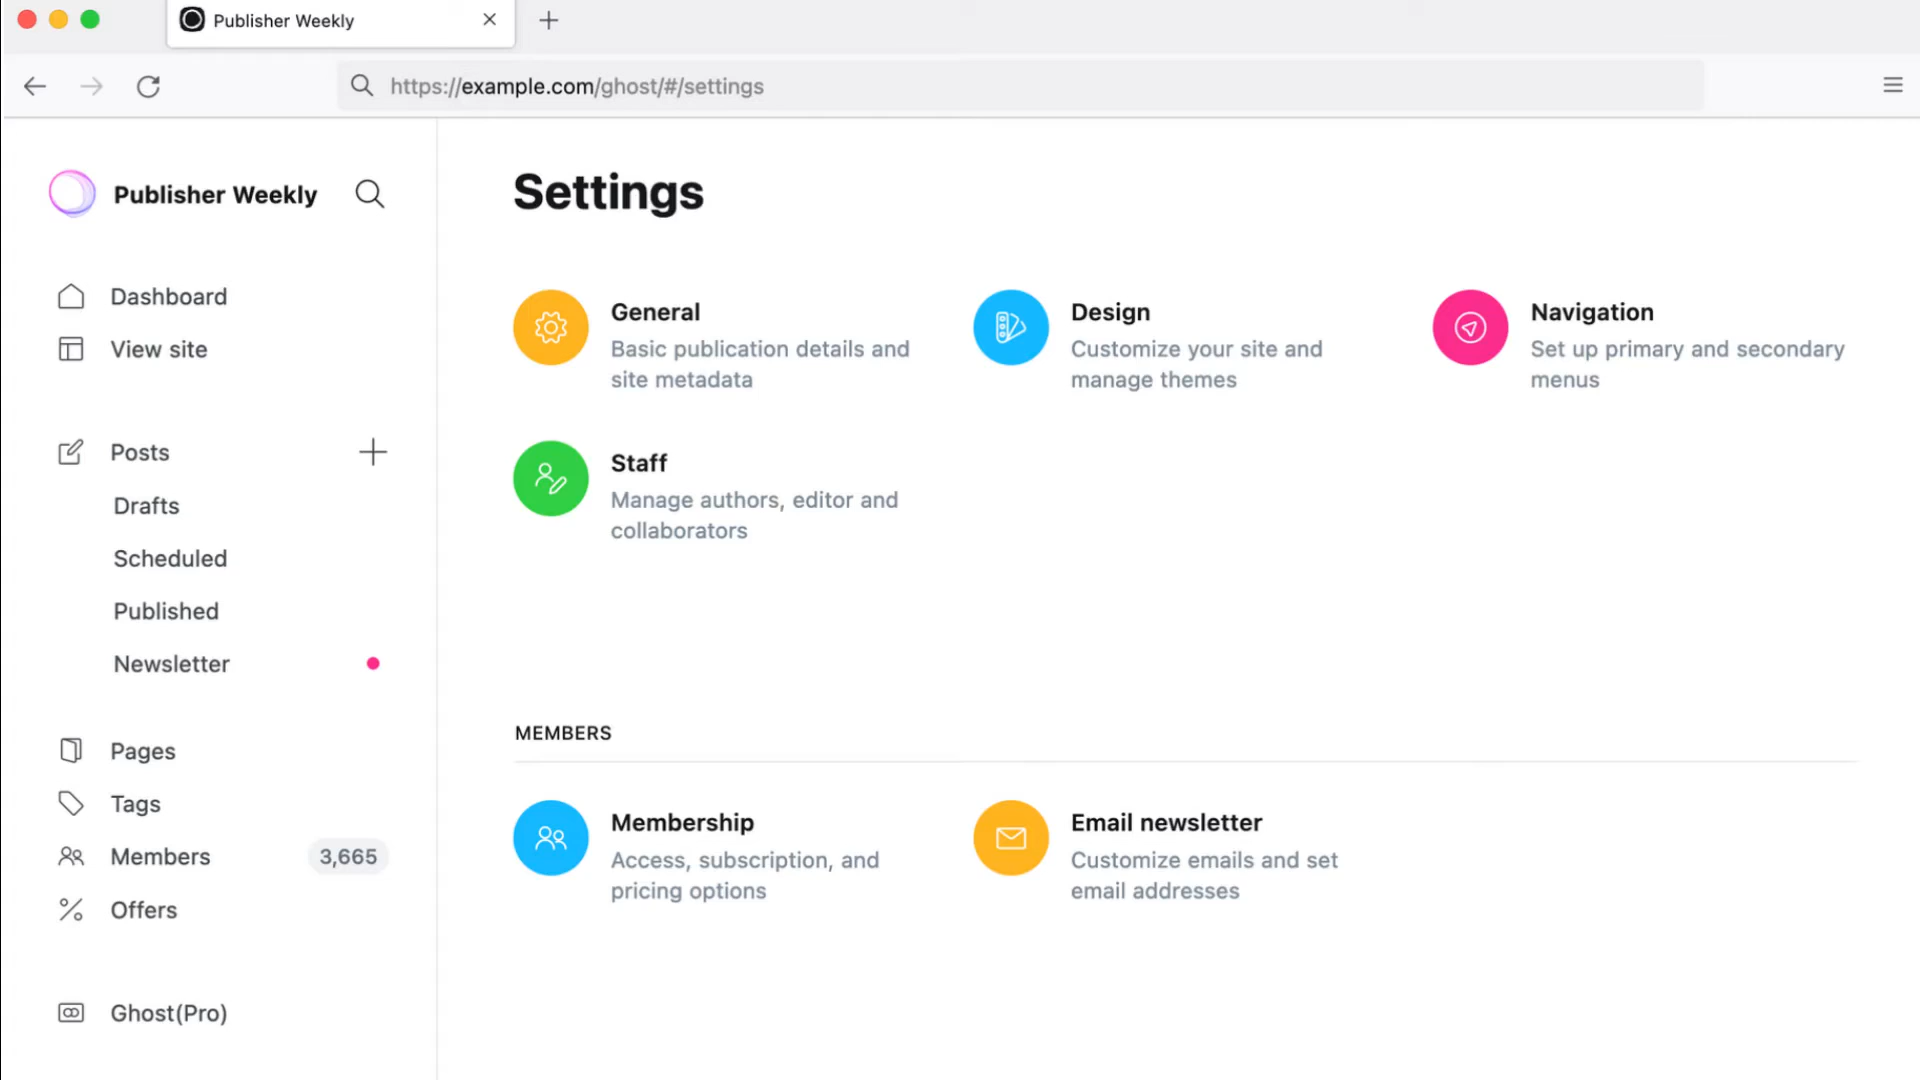 Publisher Weekly
https://example.com/ghost/#/settings
Publisher Weekly
Dashboard
View site
Posts
Drafts
Scheduled
Published
Newsletter
Pages
Tags
Members 3,665
Offers
Ghost(Pro)
Settings
General
Basic publication details and
site metadata
Design
Customize your site and
manage themes
Navigation
Set up primary and secondary
menus
Staff
Manage authors, editor and
collaborators
MEMBERS
Membership
Access, subscription, and
pricing options
Email newsletter
Customize emails and set
email addresses